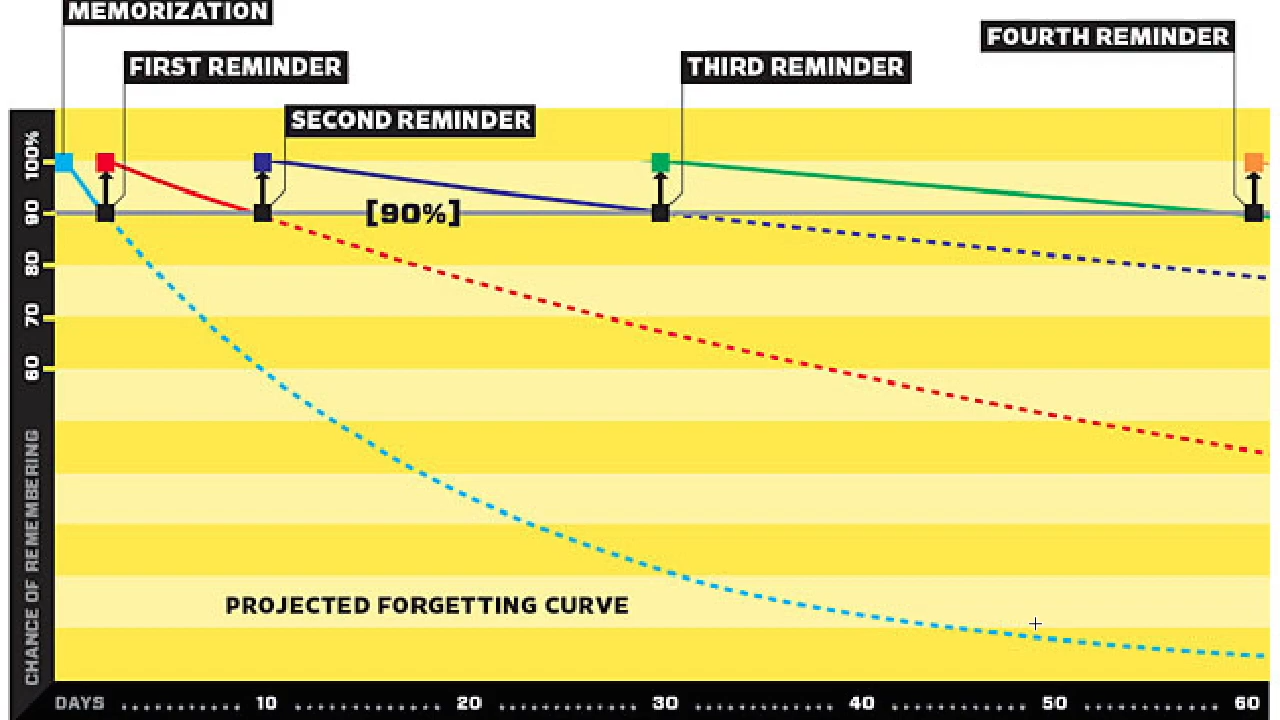 MEMORIZATION
FOURTH REMINDER
FIRST REMINDER
THIRD REMINDER
SECOND REMINDER
100%
90
[90%]
80
70
60
CHANCE OF REMEMBERING
PROJECTED FORGETTING CURVE
DAYS 10 20 30 40 50 60